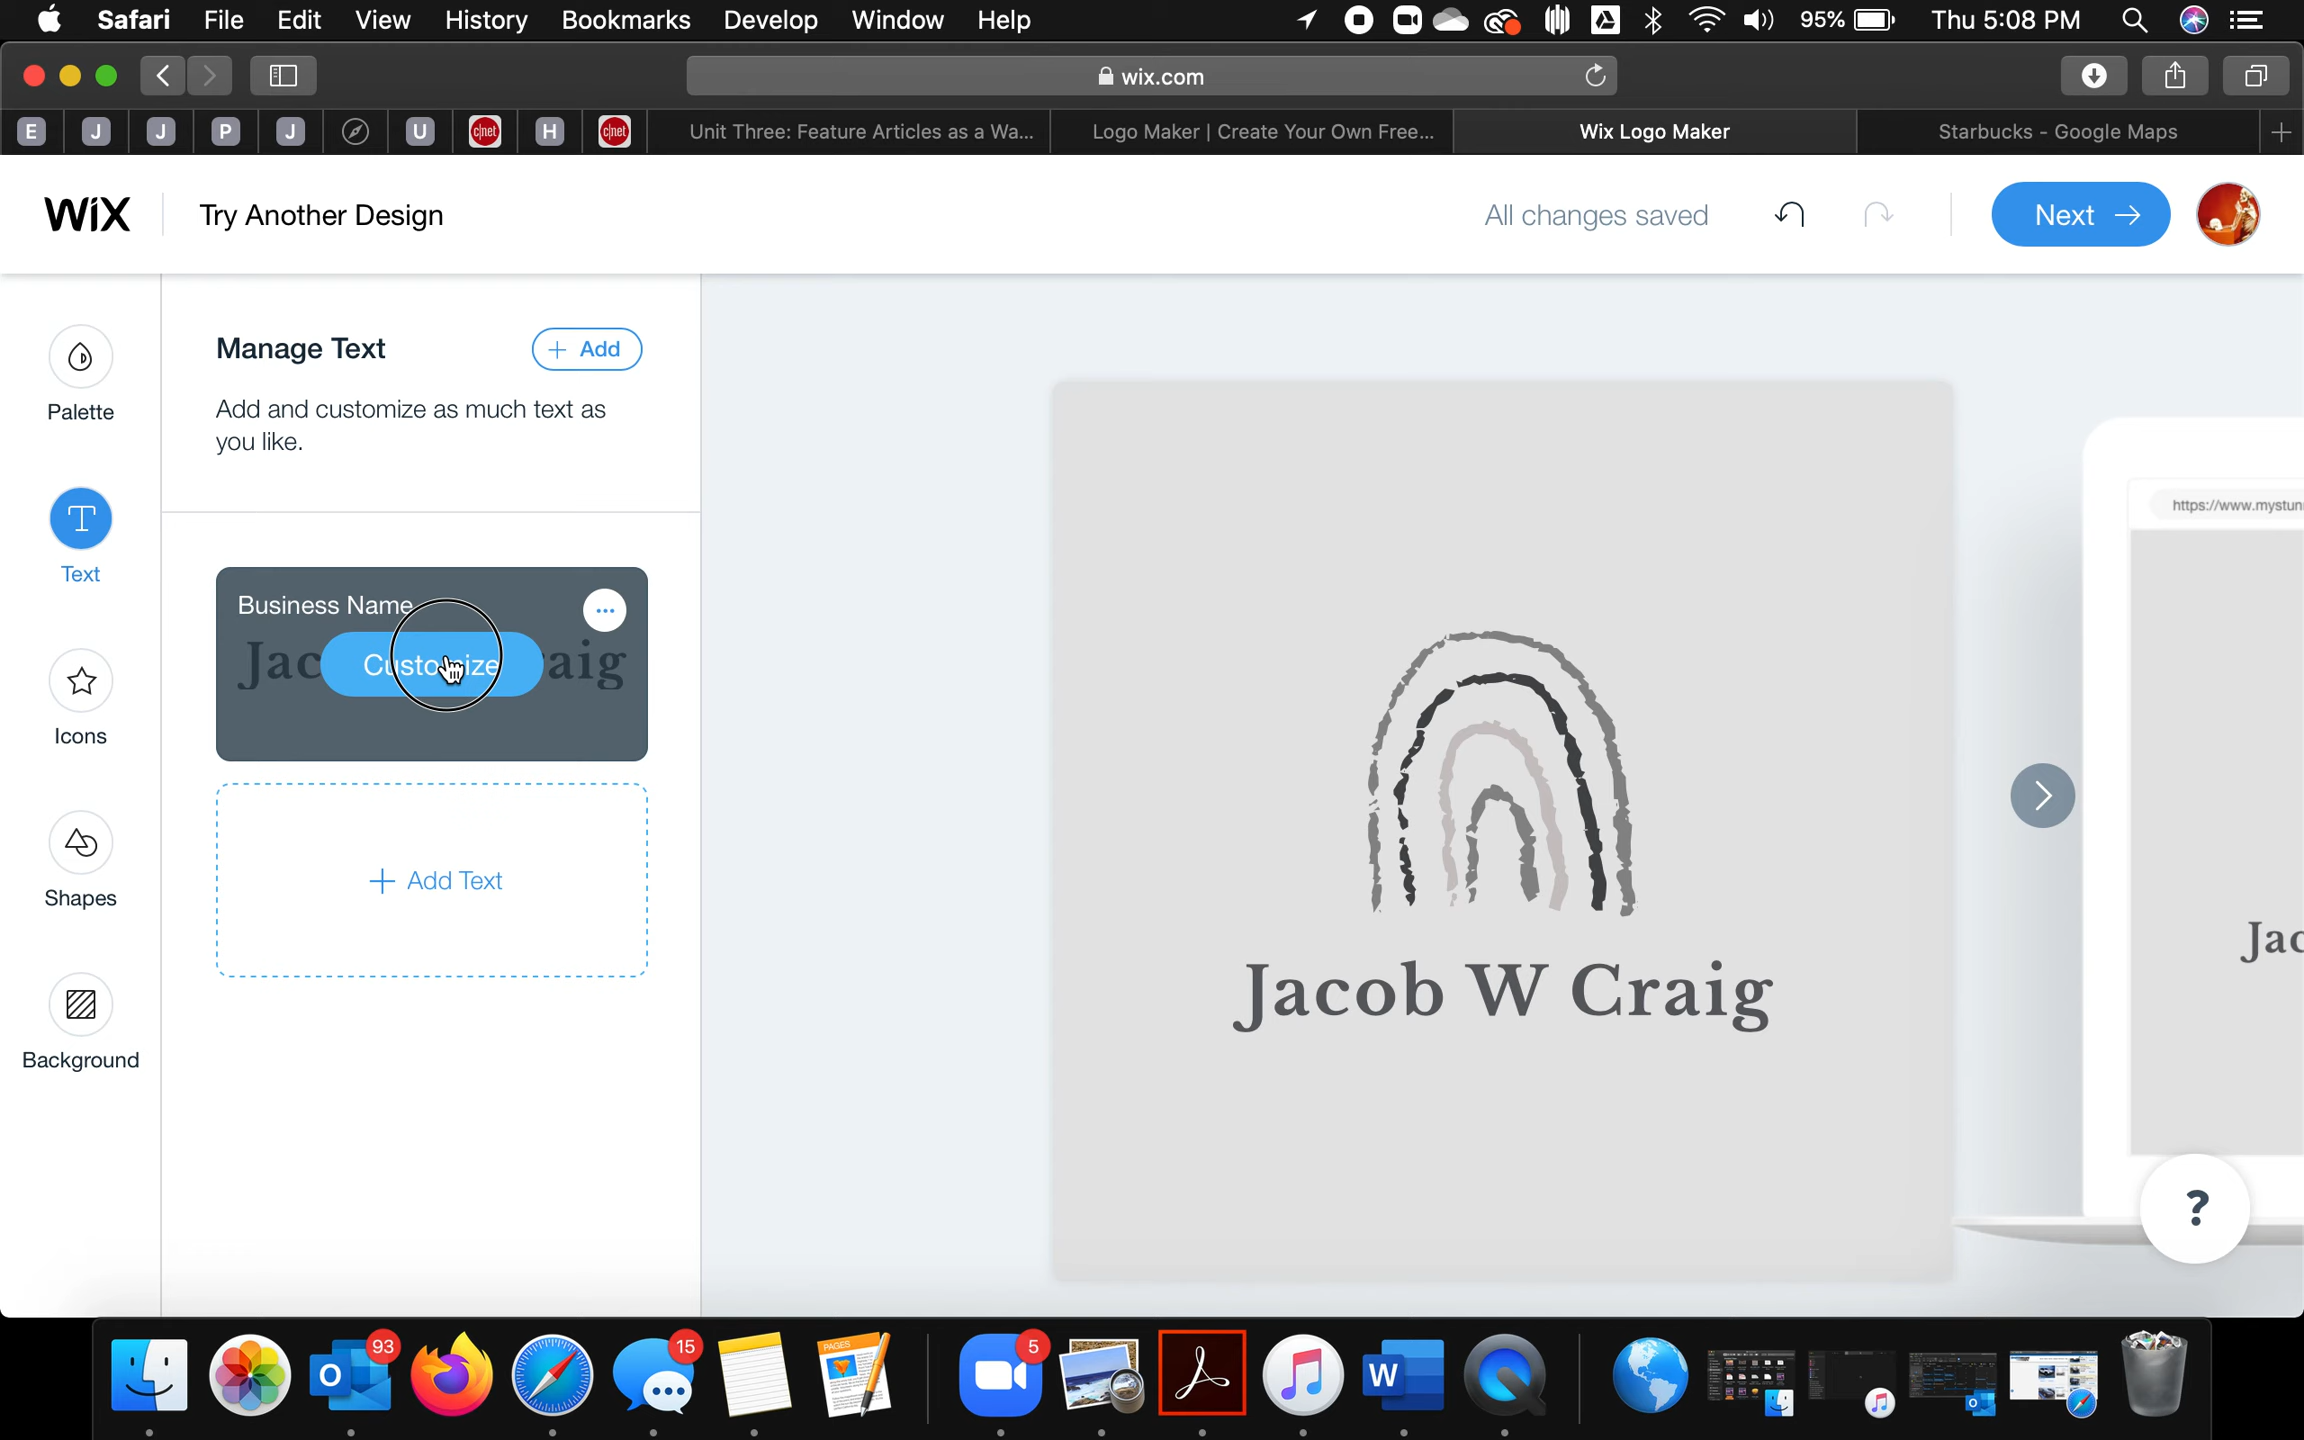 Safari File Edit View History Bookmarks Develop Window Help 95% Thu 5:08 PM
wix.com
E J J P J U c|net H c|net Unit Three: Feature Articles as a Wa... Logo Maker | Create Your Own Free... Wix Logo Maker Starbucks - Google Maps
WiX Try Another Design All changes saved Next
Palette
Text
Icons
Shapes
Background
Manage Text + Add
Add and customize as much text as
you like.
Business Name
Customize
+ Add Text
Jacob W Craig
https://www.mystun
Jac
?
93 15 PAGES 5